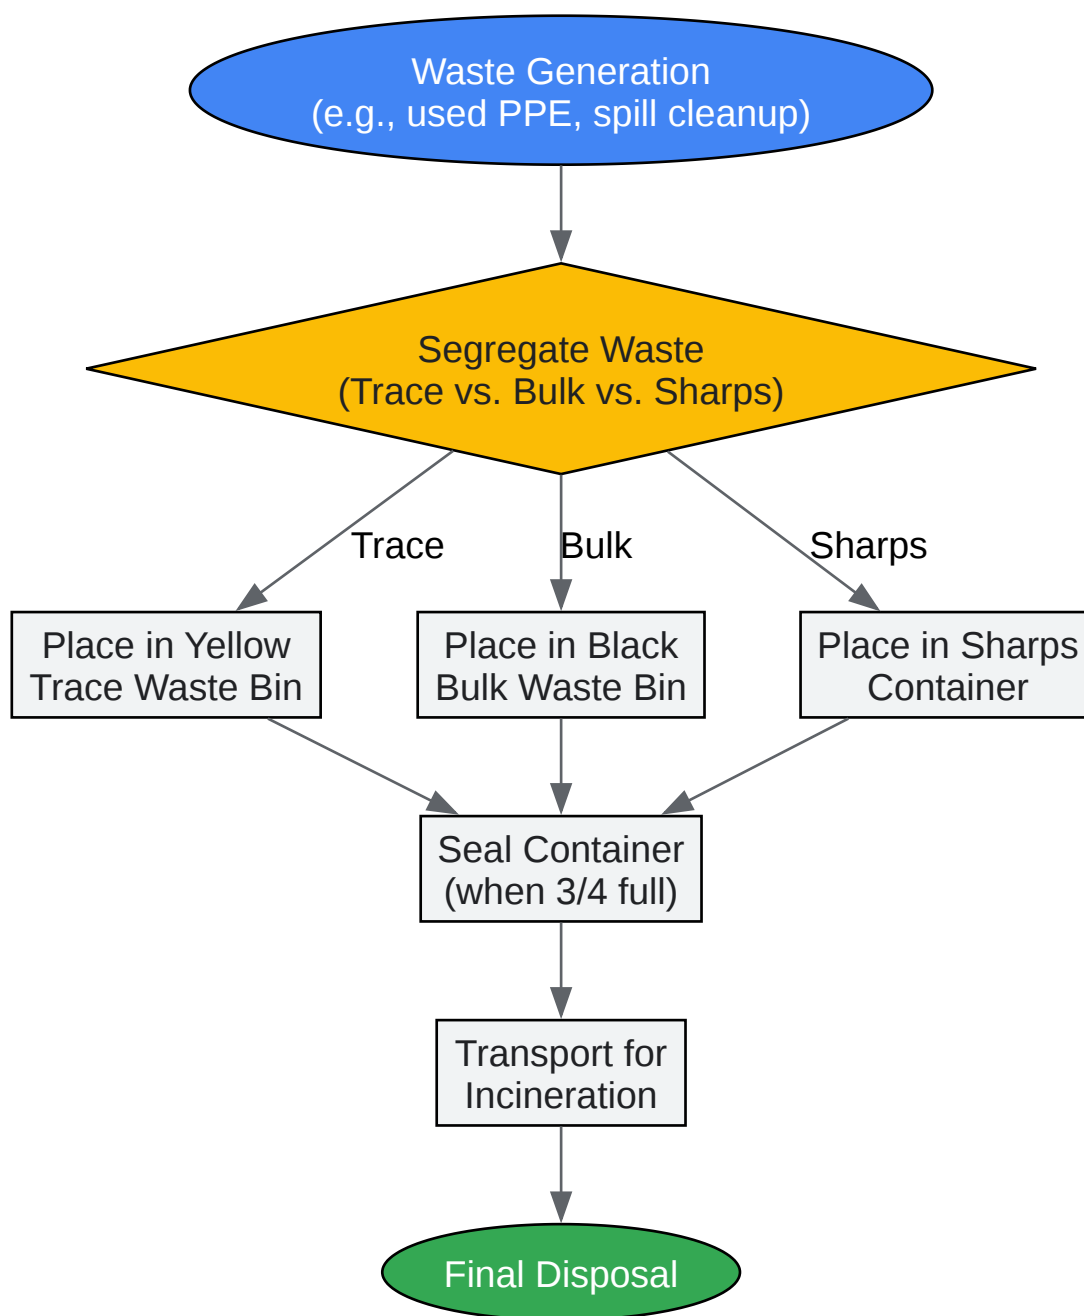 Waste Generation
(e.g., used PPE, spill cleanup)
Segregate Waste
(Trace vs. Bulk vs. Sharps)
Trace
Bulk
Sharps
Place in Yellow
Trace Waste Bin
Place in Black
Bulk Waste Bin
Place in Sharps
Container
Seal Container
(when 3/4 full)
Transport for
Incineration
Final Disposal